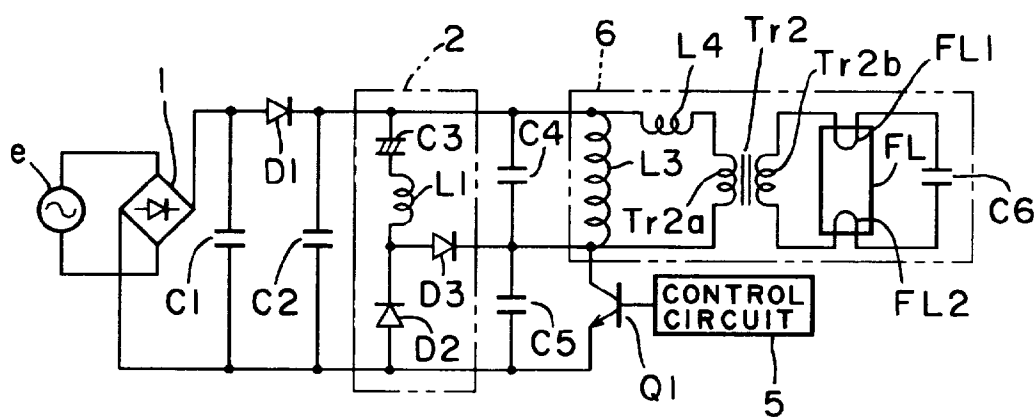 2
6
Tr2
L4
FL1
Tr2b
1
e
D1
C3
C4
L3
FL
L1
C6
Tr2a
C1
C2
D3
D2
C5
CONTROL
CIRCUIT
FL2
Q1
5